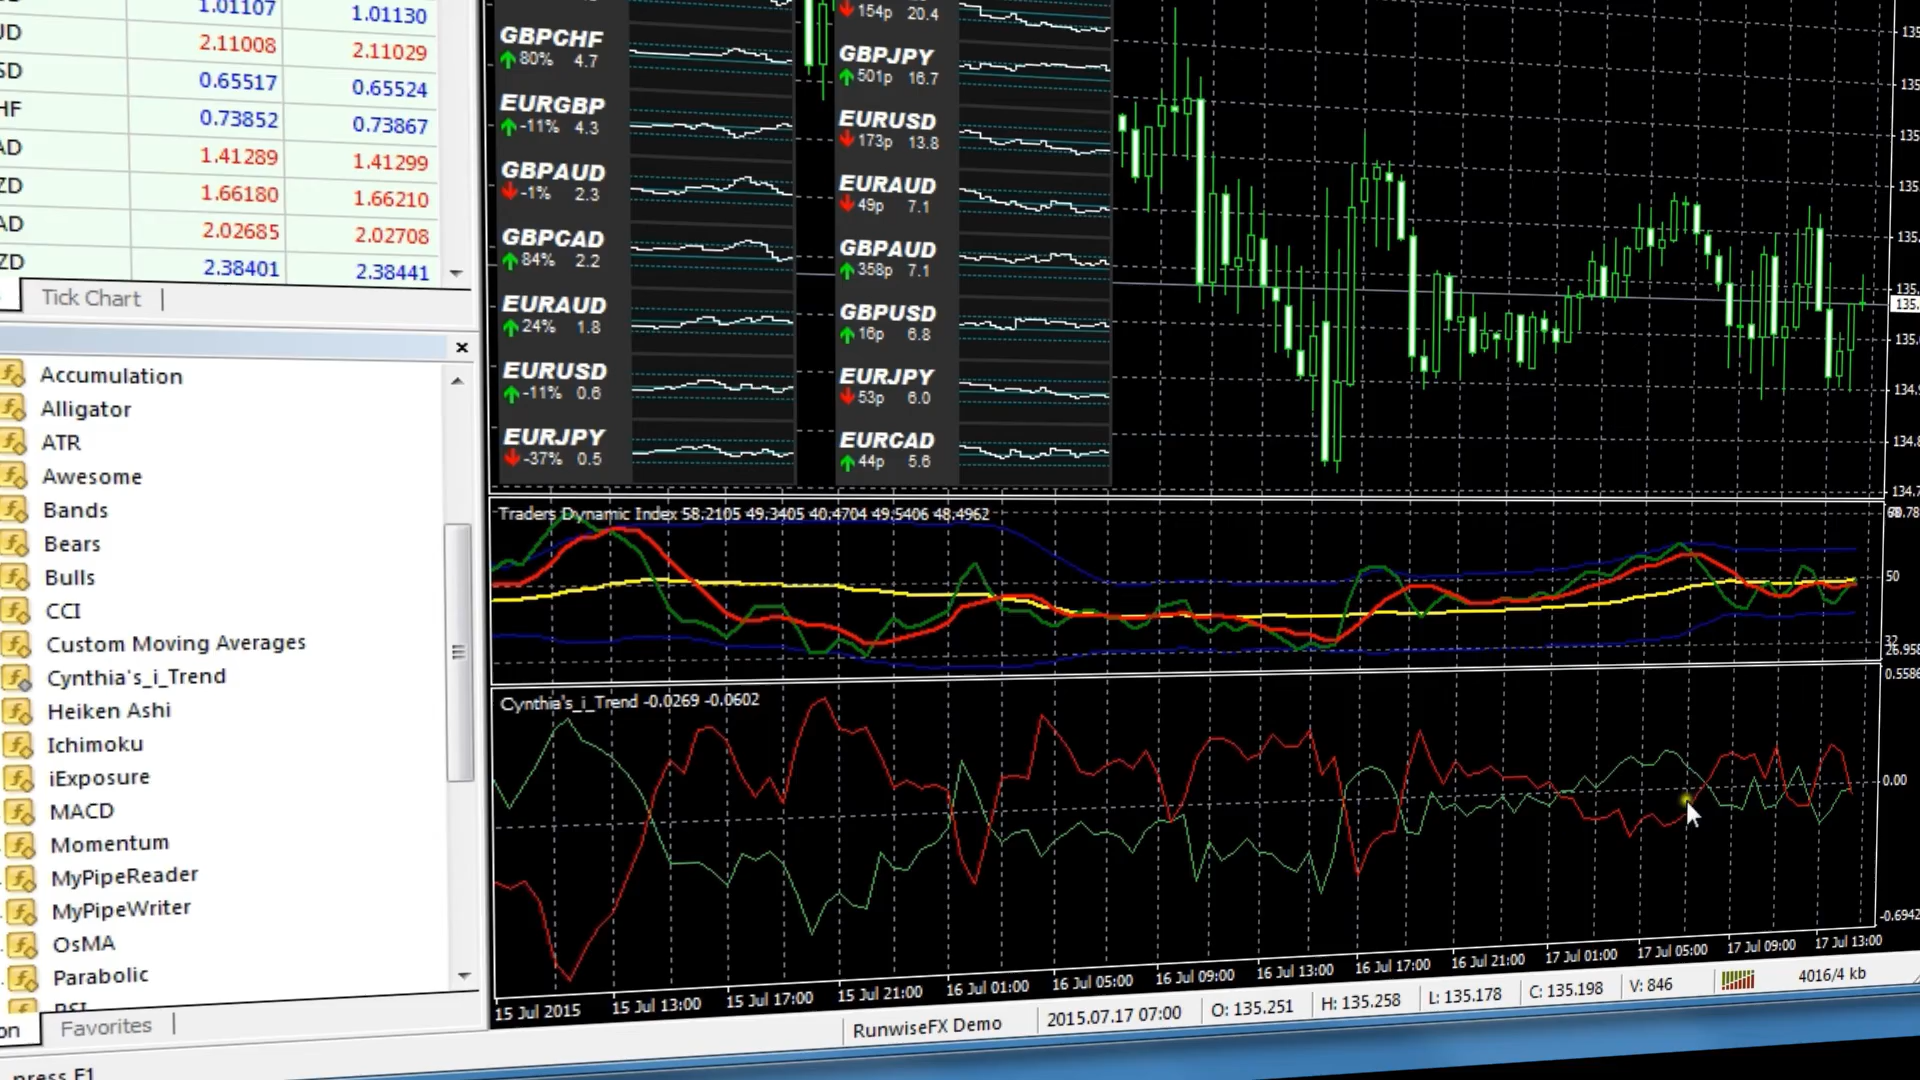 1.01107 1.01130
2.11008 2.11029
0.65517 0.65524
0.73852 0.73867
1.41289 1.41299
1.66180 1.66210
2.02685 2.02708
2.38401 2.38441
Tick Chart
Accumulation
Alligator
ATR
Awesome
Bands
Bears
Bulls
CCI
Custom Moving Averages
Cynthia's_i_Trend
Heiken Ashi
Ichimoku
iExposure
MACD
Momentum
MyPipeReader
MyPipeWriter
OsMA
Parabolic
RSI
Favorites
press F1
GBPCHF
80% 4.7
EURGBP
-11% 4.3
GBPAUD
-1% 2.3
GBPCAD
84% 2.2
EURAUD
24% 1.8
EURUSD
-11% 0.6
EURJPY
-37% 0.5
154p 20.4
GBPJPY
501p 16.7
EURUSD
173p 13.8
EURAUD
49p 7.1
GBPAUD
358p 7.1
GBPUSD
16p 6.8
EURJPY
53p 6.0
EURCAD
44p 5.6
Traders Dynamic Index 58.2105 49.3405 40.4704 49.5406 48.4962
50
32
Cynthia's_i_Trend -0.0269 -0.0602
0.5586
0.00
-0.6942
15 Jul 2015 15 Jul 13:00 15 Jul 17:00 15 Jul 21:00 16 Jul 01:00 16 Jul 05:00 16 Jul 09:00 16 Jul 13:00 16 Jul 17:00 16 Jul 21:00 17 Jul 01:00 17 Jul 05:00 17 Jul 09:00 17 Jul 13:00
RunwiseFX Demo 2015.07.17 07:00 O: 135.251 H: 135.258 L: 135.178 C: 135.198 V: 846 4016/4 kb